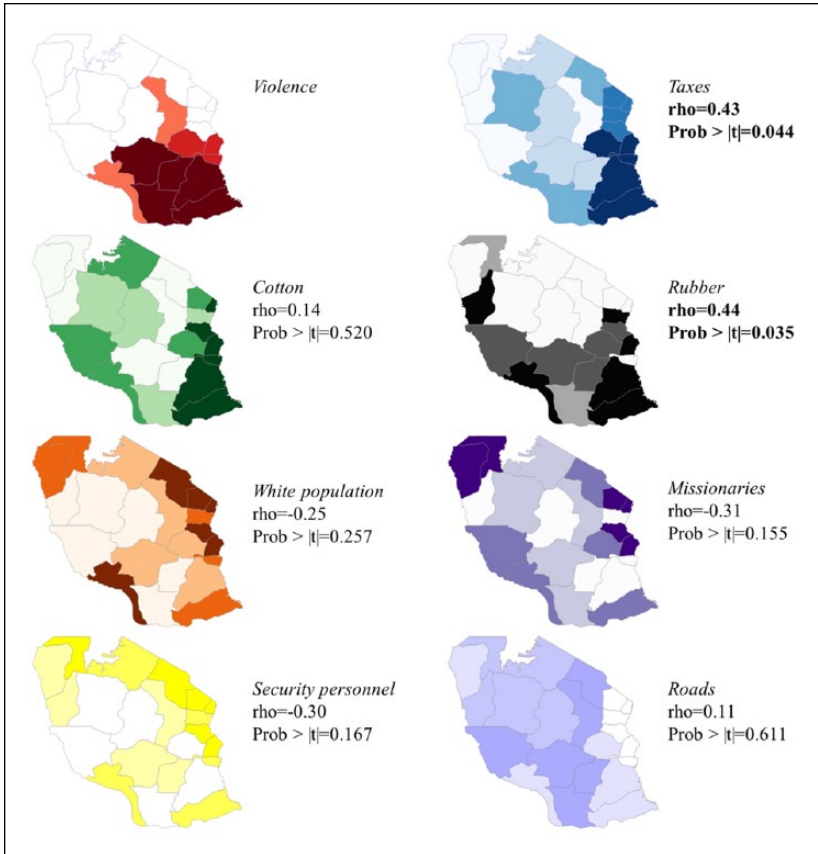 Violence
Taxes
rho=0.43
Prob > |t|=0.044
Cotton
rho=0.14
Prob > |t|=0.520
Rubber
rho=0.44
Prob > |t|=0.035
White population
rho=-0.25
Prob > |t|=0.257
Missionaries
rho=-0.31
Prob > |t|=0.155
Security personnel
rho=-0.30
Prob > |t|=0.167
Roads
rho=0.11
Prob > |t|=0.611